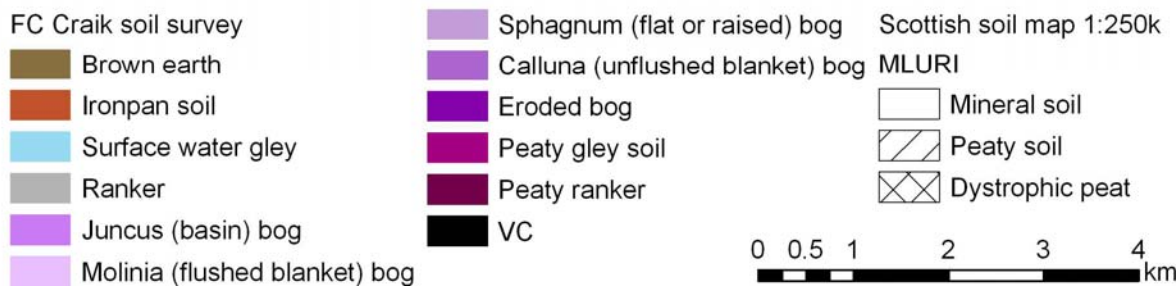 FC Craik soil survey
Brown earth
Ironpan soil
Surface water gley
Ranker
Juncus (basin) bog
Molinia (flushed blanket) bog
Sphagnum (flat or raised) bog
Calluna (unflushed blanket) bog
Eroded bog
Peaty gley soil
Peaty ranker
VC
Scottish soil map 1:250k
MLURI
Mineral soil
Peaty soil
Dystrophic peat
0 0.5 1 2 3 4
km